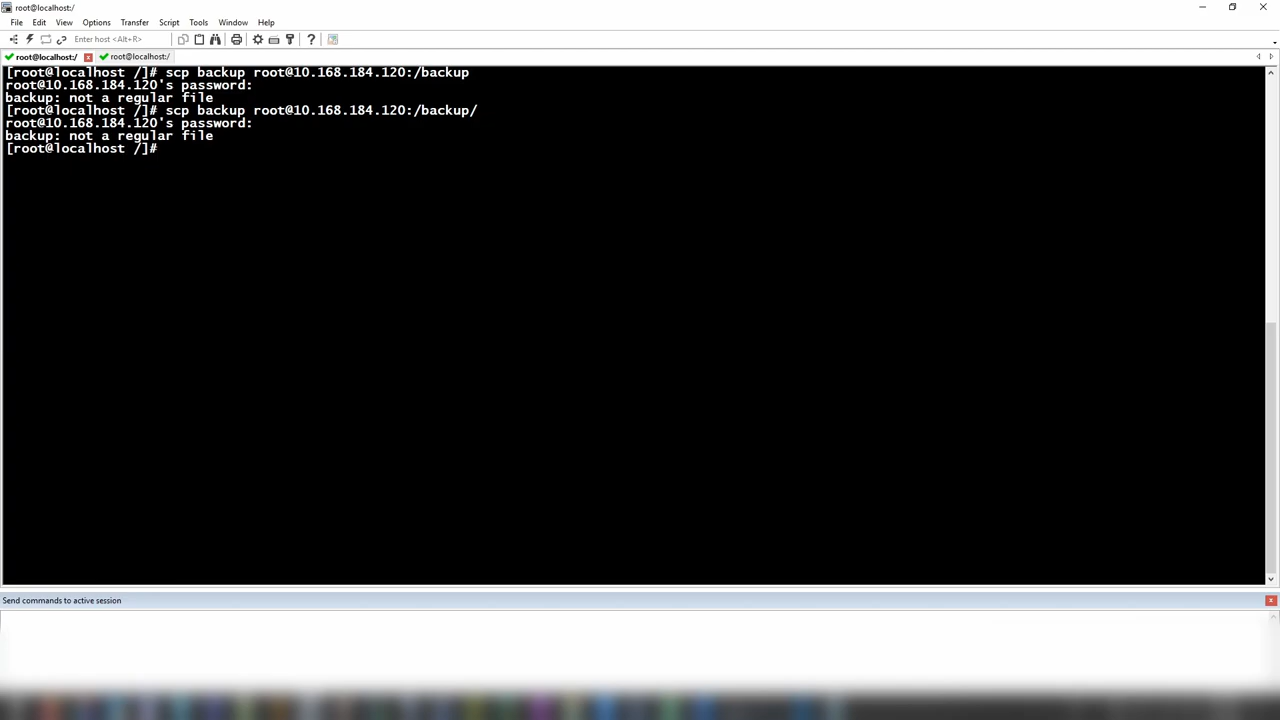 root@localhost:/
File Edit View Options Transfer Script Tools Window Help
Enter host <Alt+R>
root@localhost:/ root@localhost:/
[root@localhost /]# scp backup root@10.168.184.120:/backup
root@10.168.184.120's password:
backup: not a regular file
[root@localhost /]# scp backup root@10.168.184.120:/backup/
root@10.168.184.120's password:
backup: not a regular file
[root@localhost /]#
Send commands to active session